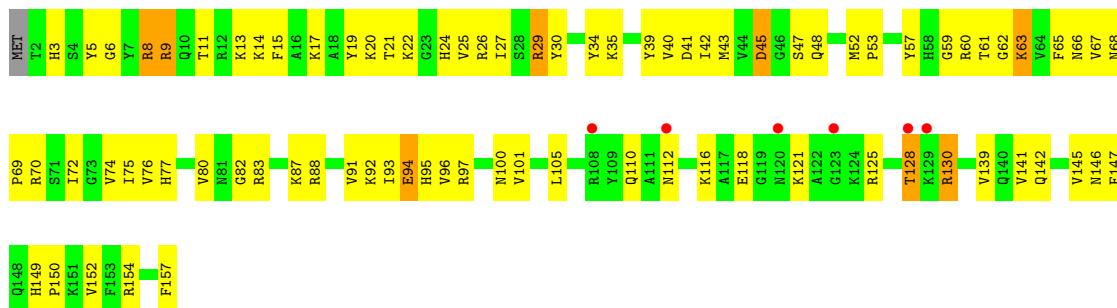 MET T2 H3 S4 Y5 G6 Y7 R8 R9 Q10 T11 R12 K13 K14 F15 A16 K17 A18 Y19 K20 T21 K22 G23 H24 V25 R26 I27 S28 R29 Y30 Y34 K35 Y39 V40 D41 I42 M43 V44 D45 G46 S47 Q48 M52 P53 Y57 H58 G59 R60 T61 G62 K63 V64 F65 N66 V67 N68
P69 R70 S71 I72 G73 V74 I75 V76 H77 V80 N81 G82 R83 K87 R88 V91 K92 I93 E94 H95 V96 R97 N100 V101 L105 R108 Y109 Q110 A111 N112 K116 A117 E118 G119 N120 K121 A122 G123 K124 R125 T128 K129 R130 V139 Q140 V141 Q142 V145 N146 F147
Q148 H149 P150 K151 V152 F153 R154 F157